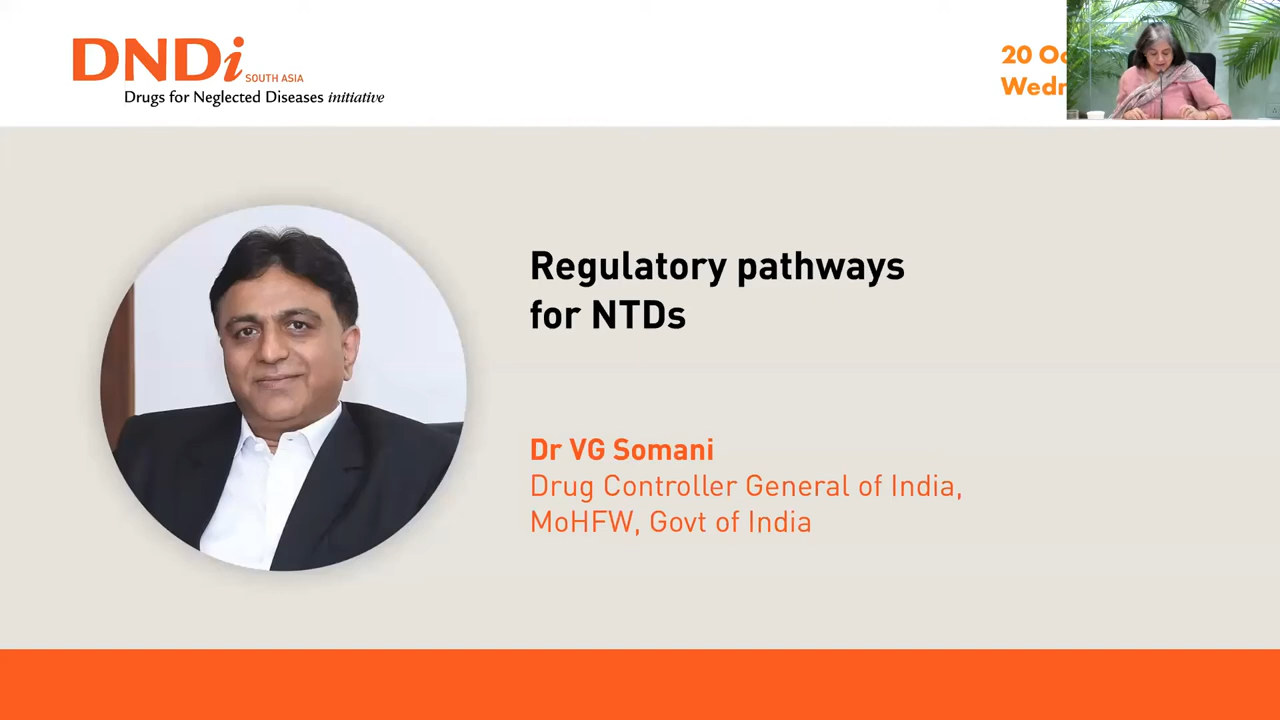 DNDi
SOUTH ASIA
Drugs for Neglected Diseases initiative
20
Regulatory pathways
for NTDs
Dr VG Somani
Drug Controller General of India,
MoHFW, Govt of India